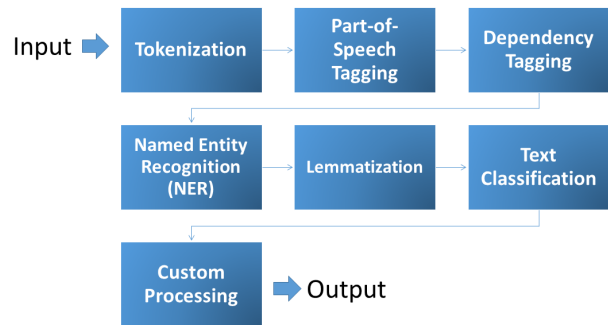 Input
Tokenization
Part-of-
Speech
Tagging
Dependency
Tagging
Named Entity
Recognition
(NER)
Lemmatization
Text
Classification
Custom
Processing
Output